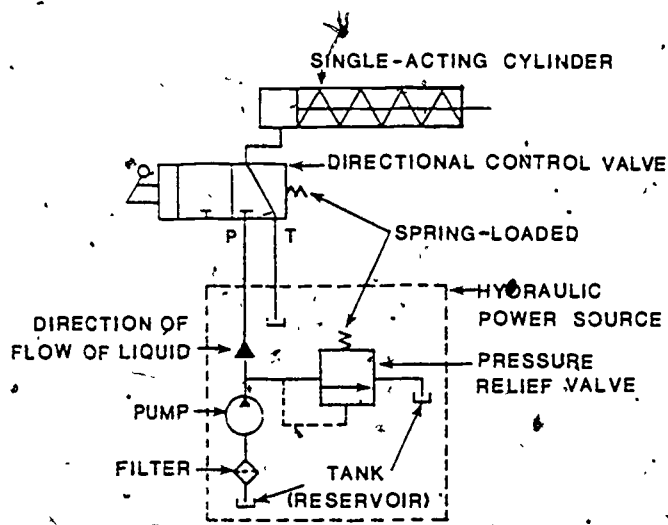 SINGLE-ACTING CYLINDER
DIRECTIONAL CONTROL VALVE
P T
SPRING-LOADED
HYDRAULIC
POWER SOURCE
DIRECTION OF
FLOW OF LIQUID
PRESSURE
RELIEF VALVE
PUMP
FILTER
TANK
(RESERVOIR)